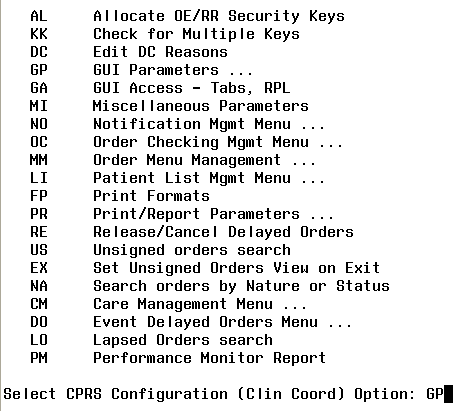 AL Allocate OE/RR Security Keys
KK Check for Multiple Keys
DC Edit DC Reasons
GP GUI Parameters ...
GA GUI Access - Tabs, RPL
MI Miscellaneous Parameters
NO Notification Mgmt Menu ...
OC Order Checking Mgmt Menu ...
MM Order Menu Management ...
LI Patient List Mgmt Menu ...
FP Print Formats
PR Print/Report Parameters ...
RE Release/Cancel Delayed Orders
US Unsigned orders search
EX Set Unsigned Orders View on Exit
NA Search orders by Nature or Status
CM Care Management Menu ...
DO Event Delayed Orders Menu ...
LO Lapsed Orders search
PM Performance Monitor Report
Select CPRS Configuration (Clin Coord) Option: GP